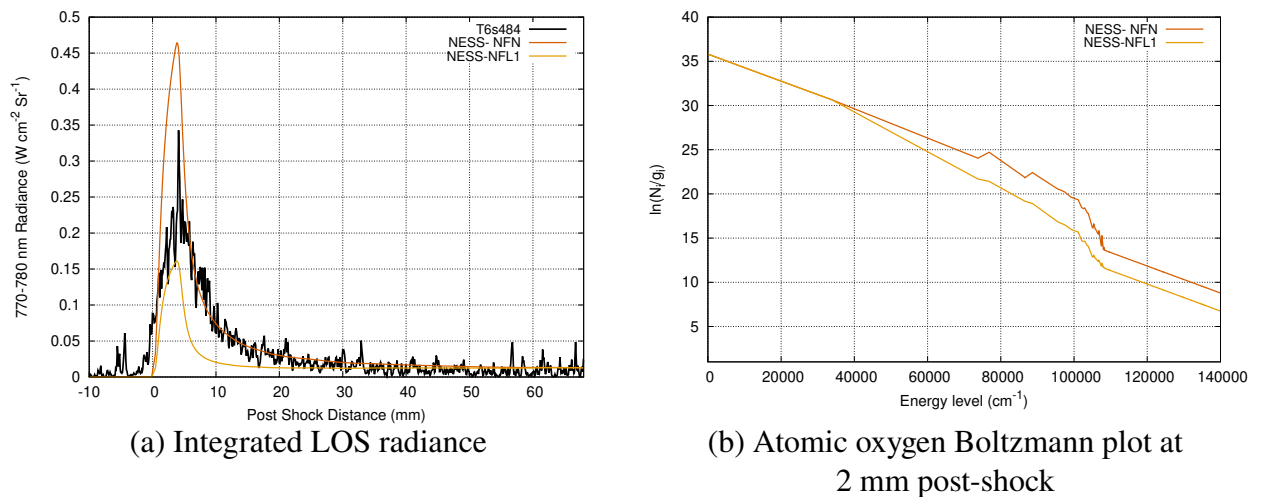 0.5
0.45
0.4
0.35
0.3
0.25
0.2
0.15
0.1
0.05
0
770-780 nm Radiance (W cm⁻² Sr⁻¹)
T6s484
NESS- NFN
NESS-NFL1
-10 0 10 20 30 40 50 60
Post Shock Distance (mm)
(a) Integrated LOS radiance
40
35
30
25
20
15
10
5
ln(Nᵢ/gᵢ)
NESS- NFN
NESS-NFL1
0 20000 40000 60000 80000 100000 120000 140000
Energy level (cm⁻¹)
(b) Atomic oxygen Boltzmann plot at
2 mm post-shock